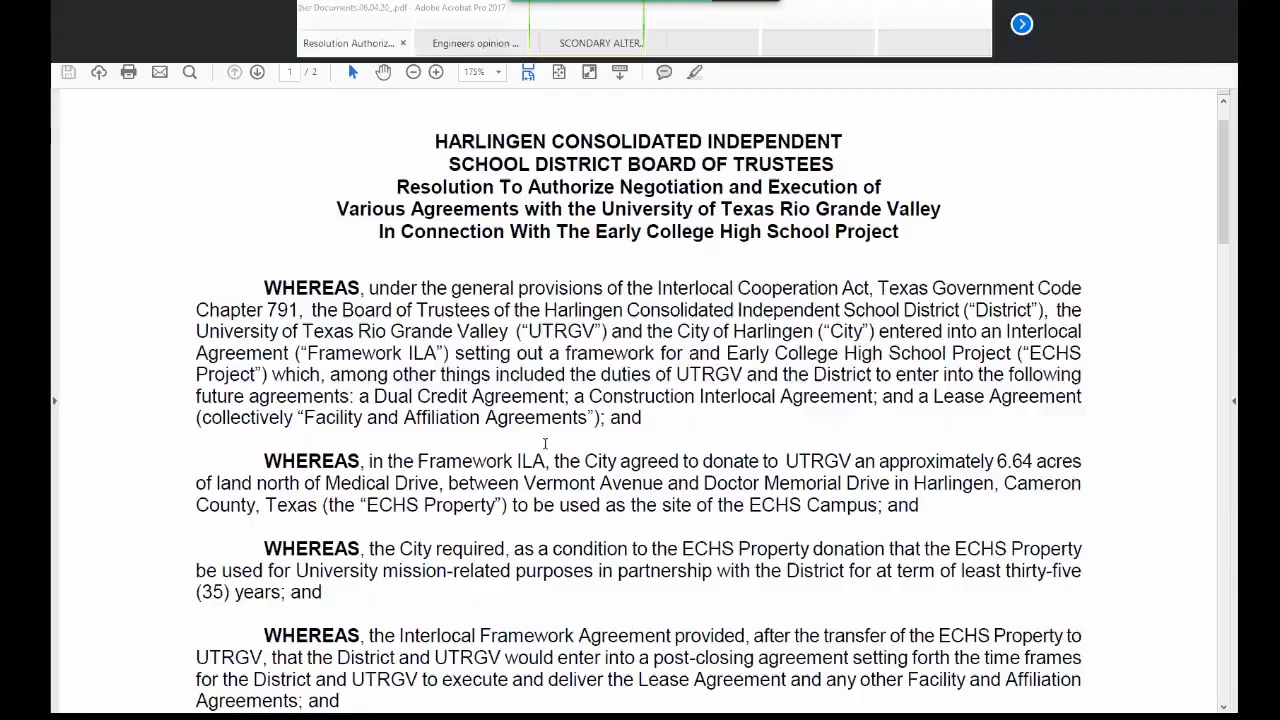 her Documents.06.04.20_.pdf - Adobe Acrobat Pro 2017
Resolution Authoriz... ×
Engineers opinion ...
SCONDARY ALTER...
1 / 2
175%
HARLINGEN CONSOLIDATED INDEPENDENT
SCHOOL DISTRICT BOARD OF TRUSTEES
Resolution To Authorize Negotiation and Execution of
Various Agreements with the University of Texas Rio Grande Valley
In Connection With The Early College High School Project
WHEREAS, under the general provisions of the Interlocal Cooperation Act, Texas Government Code
Chapter 791, the Board of Trustees of the Harlingen Consolidated Independent School District (“District”), the
University of Texas Rio Grande Valley (“UTRGV”) and the City of Harlingen (“City”) entered into an Interlocal
Agreement (“Framework ILA”) setting out a framework for and Early College High School Project (“ECHS
Project”) which, among other things included the duties of UTRGV and the District to enter into the following
future agreements: a Dual Credit Agreement; a Construction Interlocal Agreement; and a Lease Agreement
(collectively “Facility and Affiliation Agreements”); and
WHEREAS, in the Framework ILA, the City agreed to donate to UTRGV an approximately 6.64 acres
of land north of Medical Drive, between Vermont Avenue and Doctor Memorial Drive in Harlingen, Cameron
County, Texas (the “ECHS Property”) to be used as the site of the ECHS Campus; and
WHEREAS, the City required, as a condition to the ECHS Property donation that the ECHS Property
be used for University mission-related purposes in partnership with the District for at term of least thirty-five
(35) years; and
WHEREAS, the Interlocal Framework Agreement provided, after the transfer of the ECHS Property to
UTRGV, that the District and UTRGV would enter into a post-closing agreement setting forth the time frames
for the District and UTRGV to execute and deliver the Lease Agreement and any other Facility and Affiliation
Agreements; and